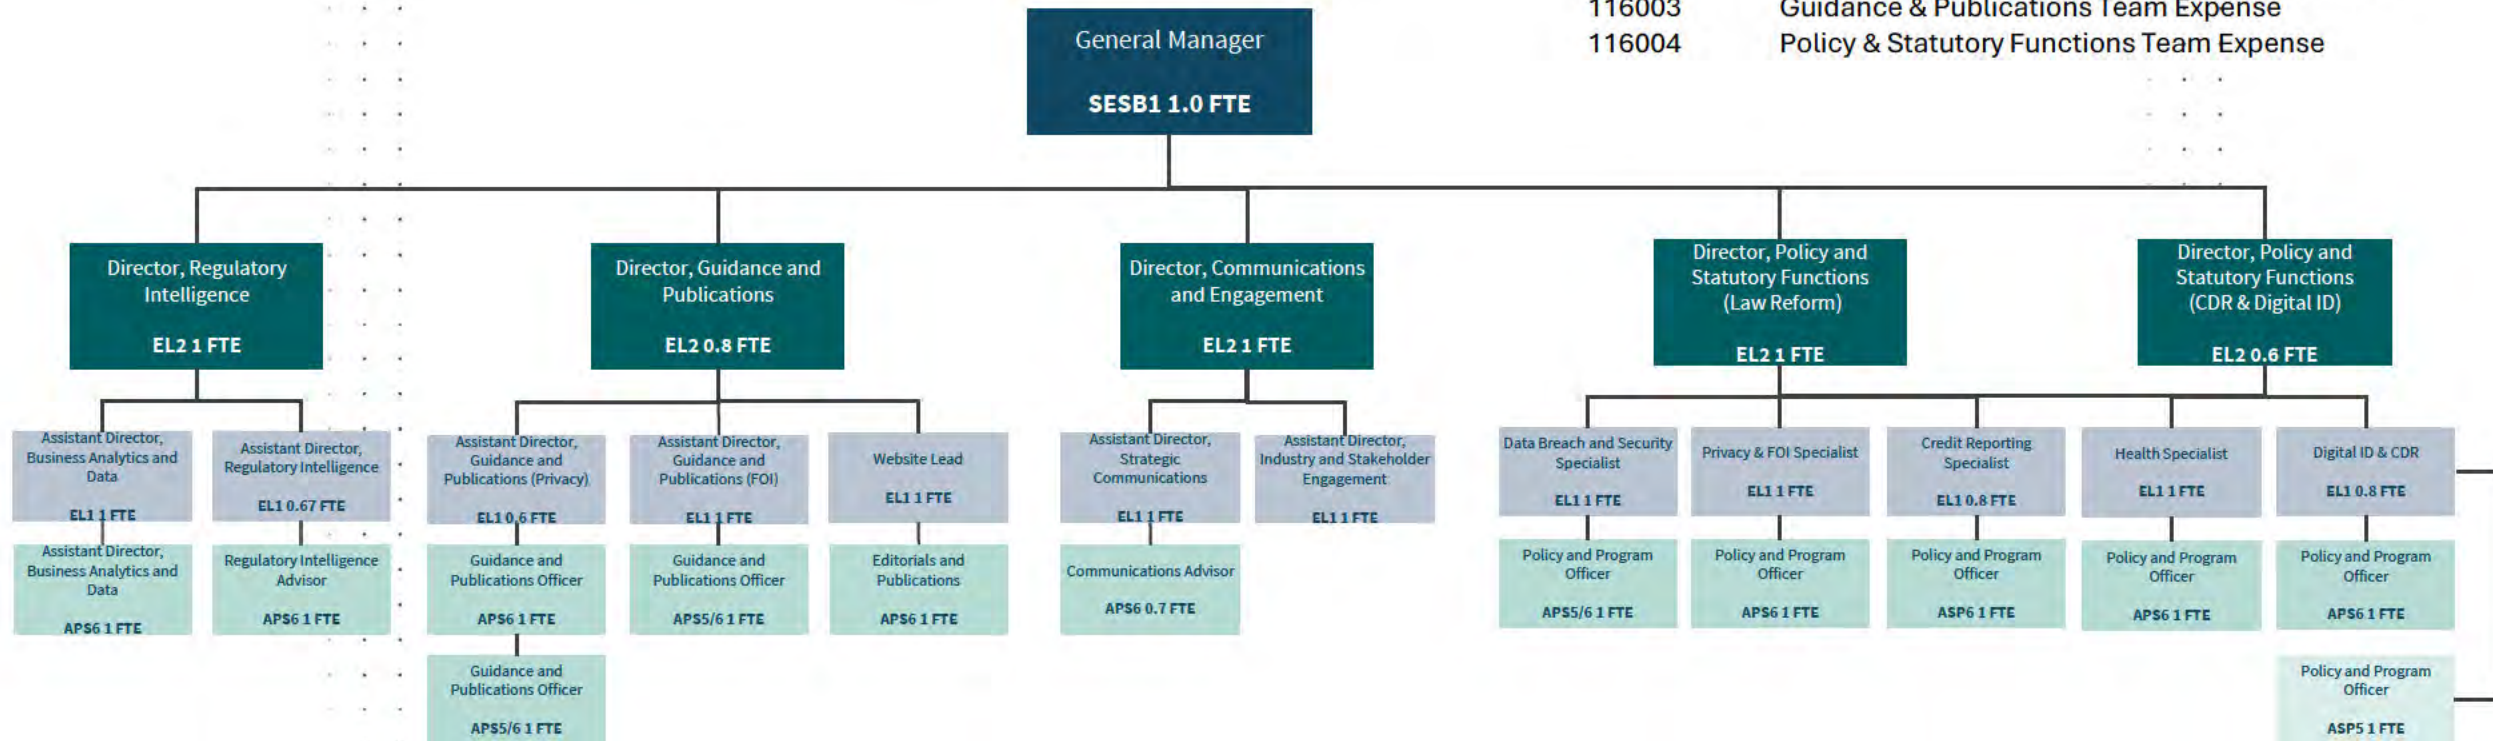 116003 Guidance & Publications Team Expense
116004 Policy & Statutory Functions Team Expense
General Manager
SESB1 1.0 FTE
Director, Regulatory
Intelligence
EL2 1 FTE
Director, Guidance and
Publications
EL2 0.8 FTE
Director, Communications
and Engagement
EL2 1 FTE
Director, Policy and
Statutory Functions
(Law Reform)
EL2 1 FTE
Director, Policy and
Statutory Functions
(CDR & Digital ID)
EL2 0.6 FTE
Assistant Director,
Business Analytics and
Data
EL1 1 FTE
Assistant Director,
Regulatory Intelligence
EL1 0.67 FTE
Assistant Director,
Guidance and
Publications (Privacy)
EL1 0.6 FTE
Assistant Director,
Guidance and
Publications (FOI)
EL1 1 FTE
Website Lead
EL1 1 FTE
Assistant Director,
Strategic
Communications
EL1 1 FTE
Assistant Director,
Industry and Stakeholder
Engagement
EL1 1 FTE
Data Breach and Security
Specialist
EL1 1 FTE
Privacy & FOI Specialist
EL1 1 FTE
Credit Reporting
Specialist
EL1 0.8 FTE
Health Specialist
EL1 1 FTE
Digital ID & CDR
EL1 0.8 FTE
Assistant Director,
Business Analytics and
Data
APS6 1 FTE
Regulatory Intelligence
Advisor
APS6 1 FTE
Guidance and
Publications Officer
APS6 1 FTE
Guidance and
Publications Officer
APS5/6 1 FTE
Editorials and
Publications
APS6 1 FTE
Communications Advisor
APS6 0.7 FTE
Policy and Program
Officer
APS5/6 1 FTE
Policy and Program
Officer
APS6 1 FTE
Policy and Program
Officer
ASP6 1 FTE
Policy and Program
Officer
APS6 1 FTE
Policy and Program
Officer
APS6 1 FTE
Guidance and
Publications Officer
APS5/6 1 FTE
Policy and Program
Officer
ASP5 1 FTE